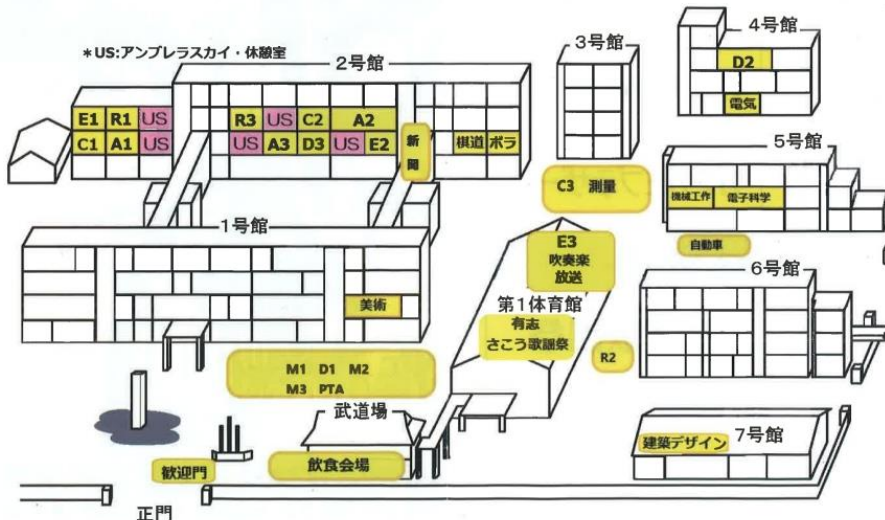 *US:アンブレラスカイ・休憩室
2号館
3号館
4号館
D2
電気
E1 R1 US
R3 US C2 A2
C1 A1 US
US A3 D3 US E2
新聞
棋道 ボラ
C3 測量
5号館
機械工作 電子科学
自動車
1号館
美術
E3
吹奏楽
放送
第1体育館
有志
さこう歌謡祭
6号館
R2
M1 D1 M2
M3 PTA
武道場
飲食会場
歓迎門
建築デザイン
7号館
正門